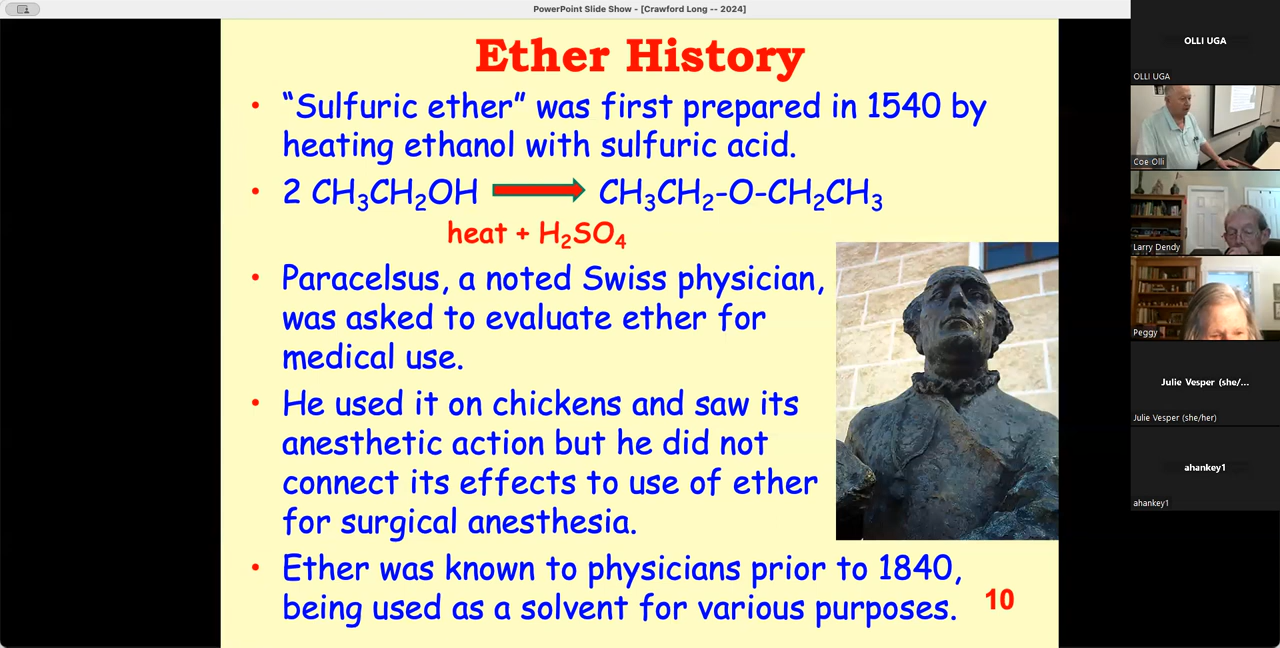 PowerPoint Slide Show - [Crawford Long -- 2024]
Ether History
• “Sulfuric ether” was first prepared in 1540 by
heating ethanol with sulfuric acid.
• 2 CH₃CH₂OH CH₃CH₂-O-CH₂CH₃
heat + H₂SO₄
• Paracelsus, a noted Swiss physician,
was asked to evaluate ether for
medical use.
• He used it on chickens and saw its
anesthetic action but he did not
connect its effects to use of ether
for surgical anesthesia.
• Ether was known to physicians prior to 1840,
being used as a solvent for various purposes.
10
OLLI UGA
OLLI UGA
Coe Olli
Larry Dendy
Peggy
Julie Vesper (she/...
Julie Vesper (she/her)
ahankey1
ahankey1